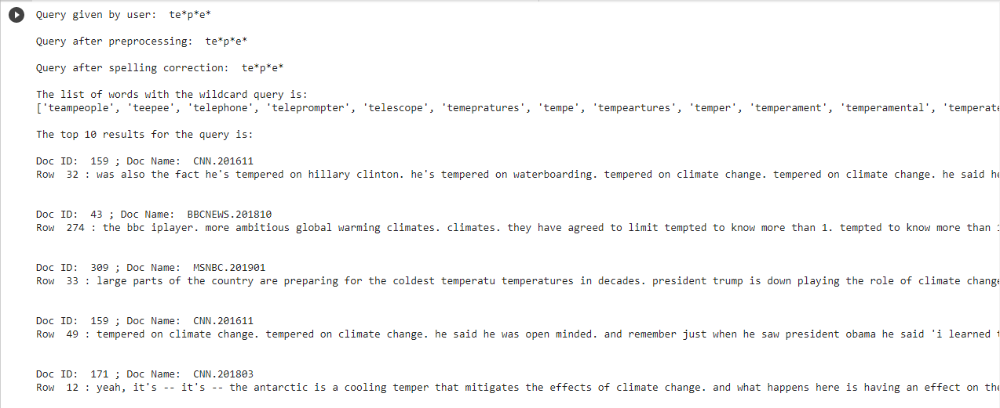 Query given by user:  te*p*e*
Query after preprocessing:  te*p*e*
Query after spelling correction:  te*p*e*
The list of words with the wildcard query is:
['teampeople', 'teepee', 'telephone', 'teleprompter', 'telescope', 'temepratures', 'tempe', 'tempeartures', 'temper', 'temperament', 'temperamental', 'temperate
The top 10 results for the query is:
Doc ID:  159 ; Doc Name:  CNN.201611
Row  32 : was also the fact he's tempered on hillary clinton. he's tempered on waterboarding. tempered on climate change. tempered on climate change. he said he
Doc ID:  43 ; Doc Name:  BBCNEWS.201810
Row  274 : the bbc iplayer. more ambitious global warming climates. climates. they have agreed to limit tempted to know more than 1. tempted to know more than 1
Doc ID:  309 ; Doc Name:  MSNBC.201901
Row  33 : large parts of the country are preparing for the coldest temperatu temperatures in decades. president trump is down playing the role of climate change
Doc ID:  159 ; Doc Name:  CNN.201611
Row  49 : tempered on climate change. tempered on climate change. he said he was open minded. and remember just when he saw president obama he said 'i learned
Doc ID:  171 ; Doc Name:  CNN.201803
Row  12 : yeah, it's -- it's -- the antarctic is a cooling temper that mitigates the effects of climate change. and what happens here is having an effect on the